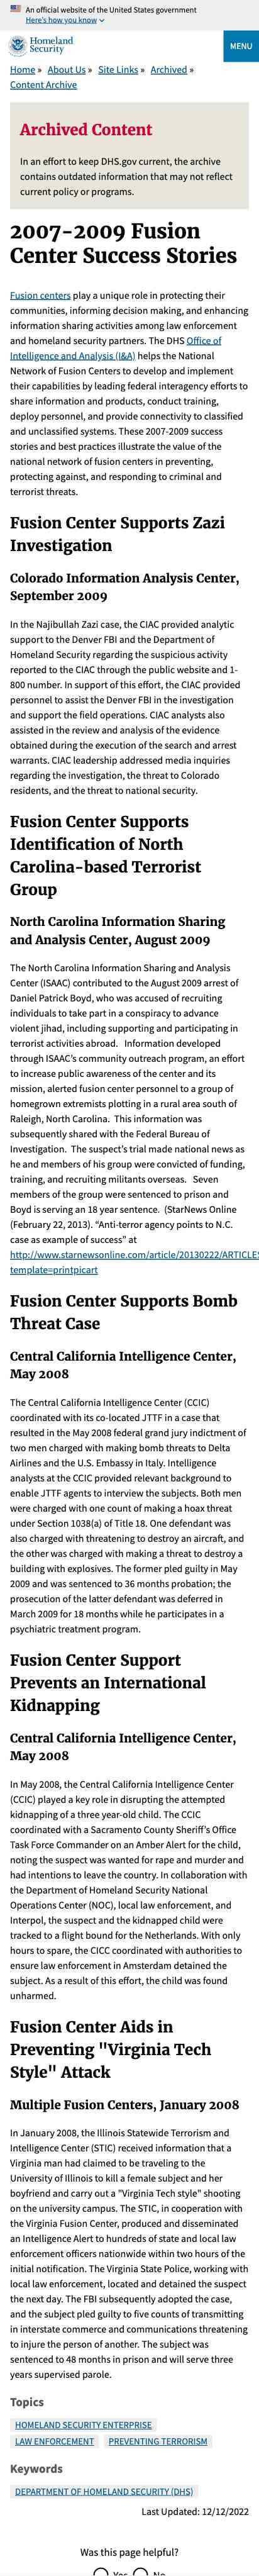 An official website of the United States government
Here's how you know
Homeland
Security
MENU
Home » About Us » Site Links » Archived »
Content Archive
Archived Content
In an effort to keep DHS.gov current, the archive
contains outdated information that may not reflect
current policy or programs.
2007-2009 Fusion
Center Success Stories
Fusion centers play a unique role in protecting their
communities, informing decision making, and enhancing
information sharing activities among law enforcement
and homeland security partners. The DHS Office of
Intelligence and Analysis (I&A) helps the National
Network of Fusion Centers to develop and implement
their capabilities by leading federal interagency efforts to
share information and products, conduct training,
deploy personnel, and provide connectivity to classified
and unclassified systems. These 2007-2009 success
stories and best practices illustrate the value of the
national network of fusion centers in preventing,
protecting against, and responding to criminal and
terrorist threats.
Fusion Center Supports Zazi
Investigation
Colorado Information Analysis Center,
September 2009
In the Najibullah Zazi case, the CIAC provided analytic
support to the Denver FBI and the Department of
Homeland Security regarding the suspicious activity
reported to the CIAC through the public website and 1-
800 number. In support of this effort, the CIAC provided
personnel to assist the Denver FBI in the investigation
and support the field operations. CIAC analysts also
assisted in the review and analysis of the evidence
obtained during the execution of the search and arrest
warrants. CIAC leadership addressed media inquiries
regarding the investigation, the threat to Colorado
residents, and the threat to national security.
Fusion Center Supports
Identification of North
Carolina-based Terrorist
Group
North Carolina Information Sharing
and Analysis Center, August 2009
The North Carolina Information Sharing and Analysis
Center (ISAAC) contributed to the August 2009 arrest of
Daniel Patrick Boyd, who was accused of recruiting
individuals to take part in a conspiracy to advance
violent jihad, including supporting and participating in
terrorist activities abroad. Information developed
through ISAAC's community outreach program, an effort
to increase public awareness of the center and its
mission, alerted fusion center personnel to a group of
homegrown extremists plotting in a rural area south of
Raleigh, North Carolina. This information was
subsequently shared with the Federal Bureau of
Investigation. The suspect's trial made national news as
he and members of his group were convicted of funding,
training, and recruiting militants overseas. Seven
members of the group were sentenced to prison and
Boyd is serving an 18 year sentence. (StarNews Online
(February 22, 2013). "Anti-terror agency points to N.C.
case as example of success" at
http://www.starnewsonline.com/article/20130222/ARTICLES
template=printpicart
Fusion Center Supports Bomb
Threat Case
Central California Intelligence Center,
May 2008
The Central California Intelligence Center (CCIC)
coordinated with its co-located JTTF in a case that
resulted in the May 2008 federal grand jury indictment of
two men charged with making bomb threats to Delta
Airlines and the U.S. Embassy in Italy. Intelligence
analysts at the CCIC provided relevant background to
enable JTTF agents to interview the subjects. Both men
were charged with one count of making a hoax threat
under Section 1038(a) of Title 18. One defendant was
also charged with threatening to destroy an aircraft, and
the other was charged with making a threat to destroy a
building with explosives. The former pled guilty in May
2009 and was sentenced to 36 months probation; the
prosecution of the latter defendant was deferred in
March 2009 for 18 months while he participates in a
psychiatric treatment program.
Fusion Center Support
Prevents an International
Kidnapping
Central California Intelligence Center,
May 2008
In May 2008, the Central California Intelligence Center
(CCIC) played a key role in disrupting the attempted
kidnapping of a three year-old child. The CCIC
coordinated with a Sacramento County Sheriff's Office
Task Force Commander on an Amber Alert for the child,
noting the suspect was wanted for rape and murder and
had intentions to leave the country. In collaboration with
the Department of Homeland Security National
Operations Center (NOC), local law enforcement, and
Interpol, the suspect and the kidnapped child were
tracked to a flight bound for the Netherlands. With only
hours to spare, the CICC coordinated with authorities to
ensure law enforcement in Amsterdam detained the
subject. As a result of this effort, the child was found
unharmed.
Fusion Center Aids in
Preventing "Virginia Tech
Style" Attack
Multiple Fusion Centers, January 2008
In January 2008, the Illinois Statewide Terrorism and
Intelligence Center (STIC) received information that a
Virginia man had claimed to be traveling to the
University of Illinois to kill a female subject and her
boyfriend and carry out a "Virginia Tech style" shooting
on the university campus. The STIC, in cooperation with
the Virginia Fusion Center, produced and disseminated
an Intelligence Alert to hundreds of state and local law
enforcement officers nationwide within two hours of the
initial notification. The Virginia State Police, working with
local law enforcement, located and detained the suspect
the next day. The FBI subsequently adopted the case,
and the subject pled guilty to five counts of transmitting
in interstate commerce and communications threatening
to injure the person of another. The subject was
sentenced to 48 months in prison and will serve three
years supervised parole.
Topics
HOMELAND SECURITY ENTERPRISE
LAW ENFORCEMENT PREVENTING TERRORISM
Keywords
DEPARTMENT OF HOMELAND SECURITY (DHS)
Last Updated: 12/12/2022
Was this page helpful?
Yes No